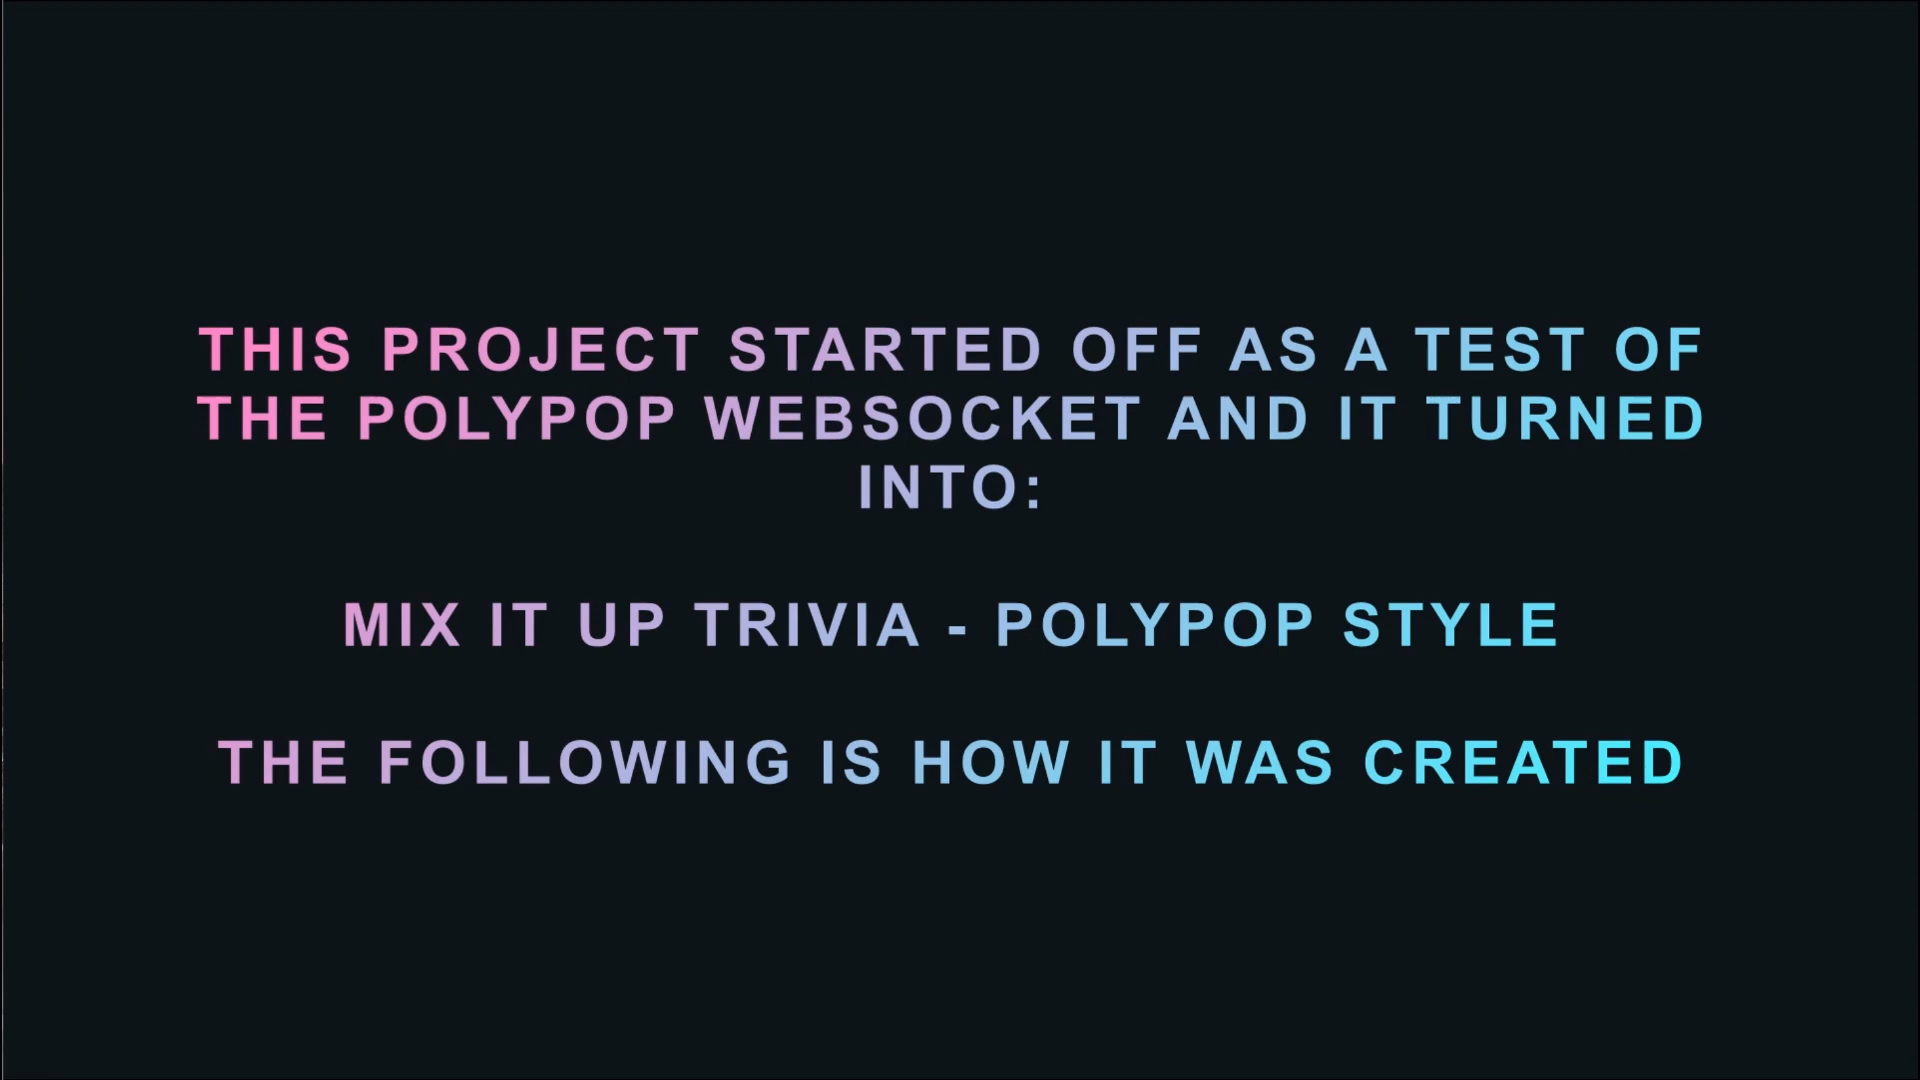 THIS PROJECT STARTED OFF AS A TEST OF
THE POLYPOP WEBSOCKET AND IT TURNED
INTO:
MIX IT UP TRIVIA - POLYPOP STYLE
THE FOLLOWING IS HOW IT WAS CREATED